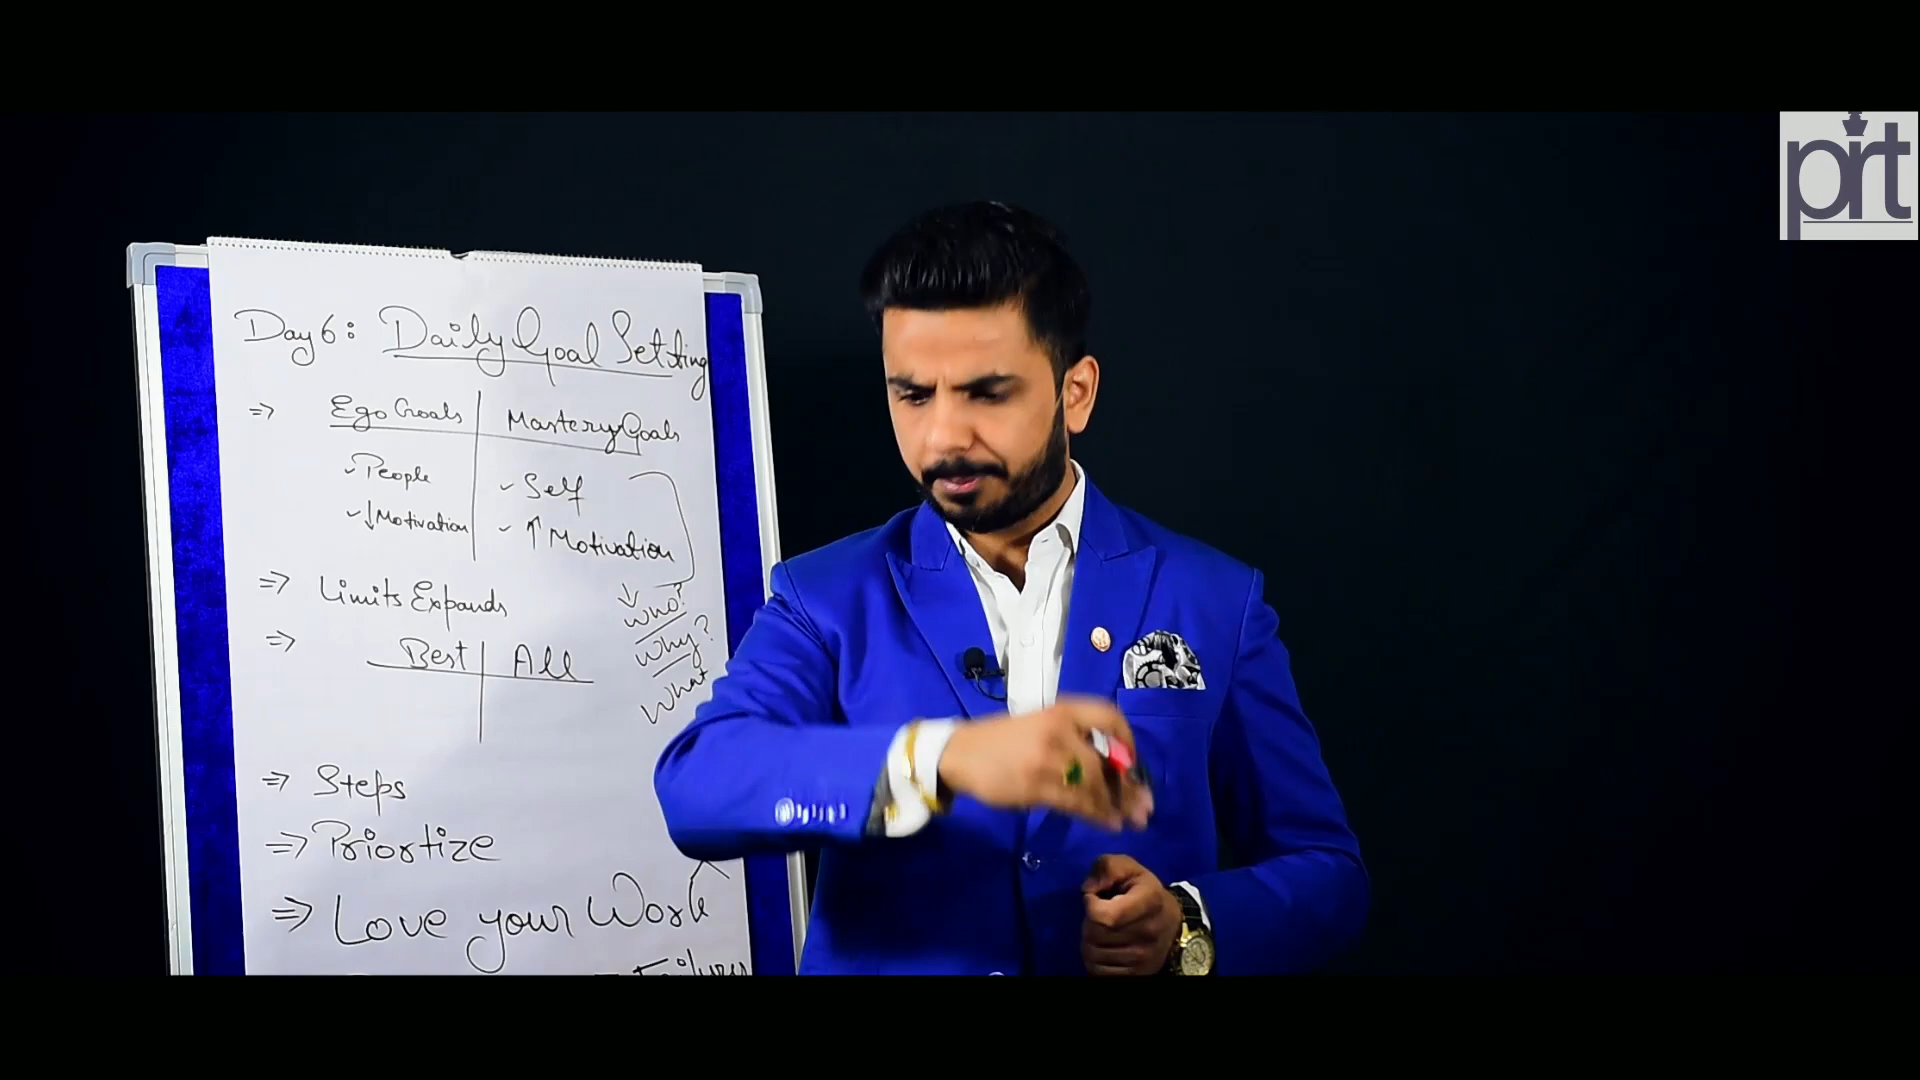 prt
Day 6: Daily Goal Setting
=> Ego Goals Mastery Goals
✓ People ✓ Self
✓ ↓ Motivation ✓ ↑ Motivation
=> Limits Expands
↓ who?
why?
what
=> Best All
=> Steps
=> Priortize
=> Love your Work